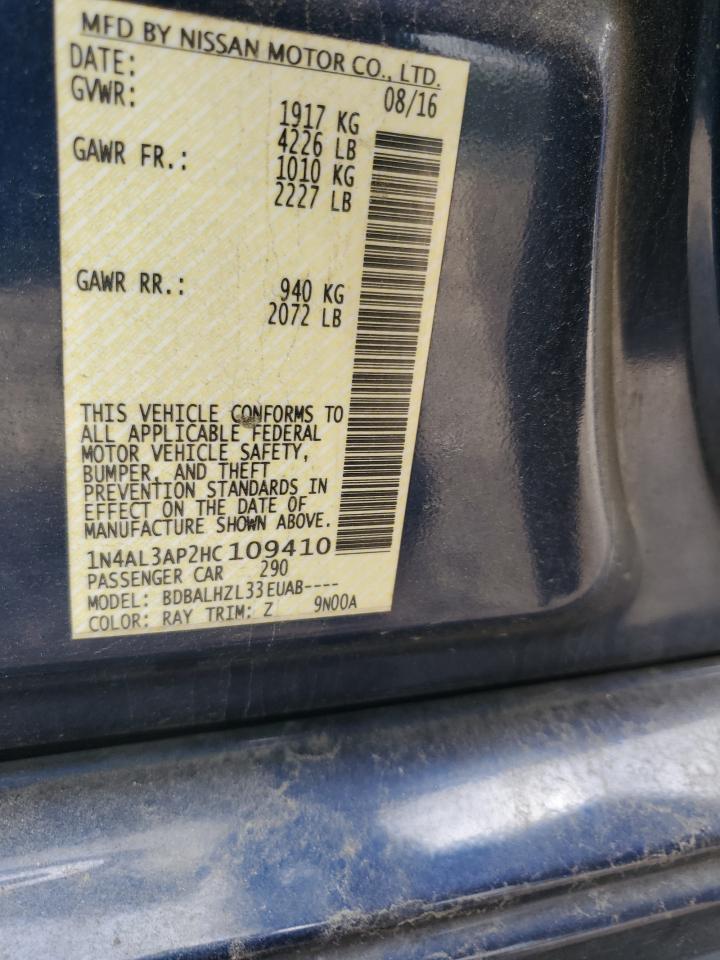 MFD BY NISSAN MOTOR CO., LTD.
DATE: 08/16
GVWR: 1917 KG
4226 LB
GAWR FR.: 1010 KG
2227 LB
GAWR RR.: 940 KG
2072 LB
THIS VEHICLE CONFORMS TO
ALL APPLICABLE FEDERAL
MOTOR VEHICLE SAFETY,
BUMPER, AND THEFT
PREVENTION STANDARDS IN
EFFECT ON THE DATE OF
MANUFACTURE SHOWN ABOVE.
1N4AL3AP2HC109410
PASSENGER CAR 290
MODEL: BDBALHZL33EUAB----
COLOR: RAY TRIM: Z 9N00A